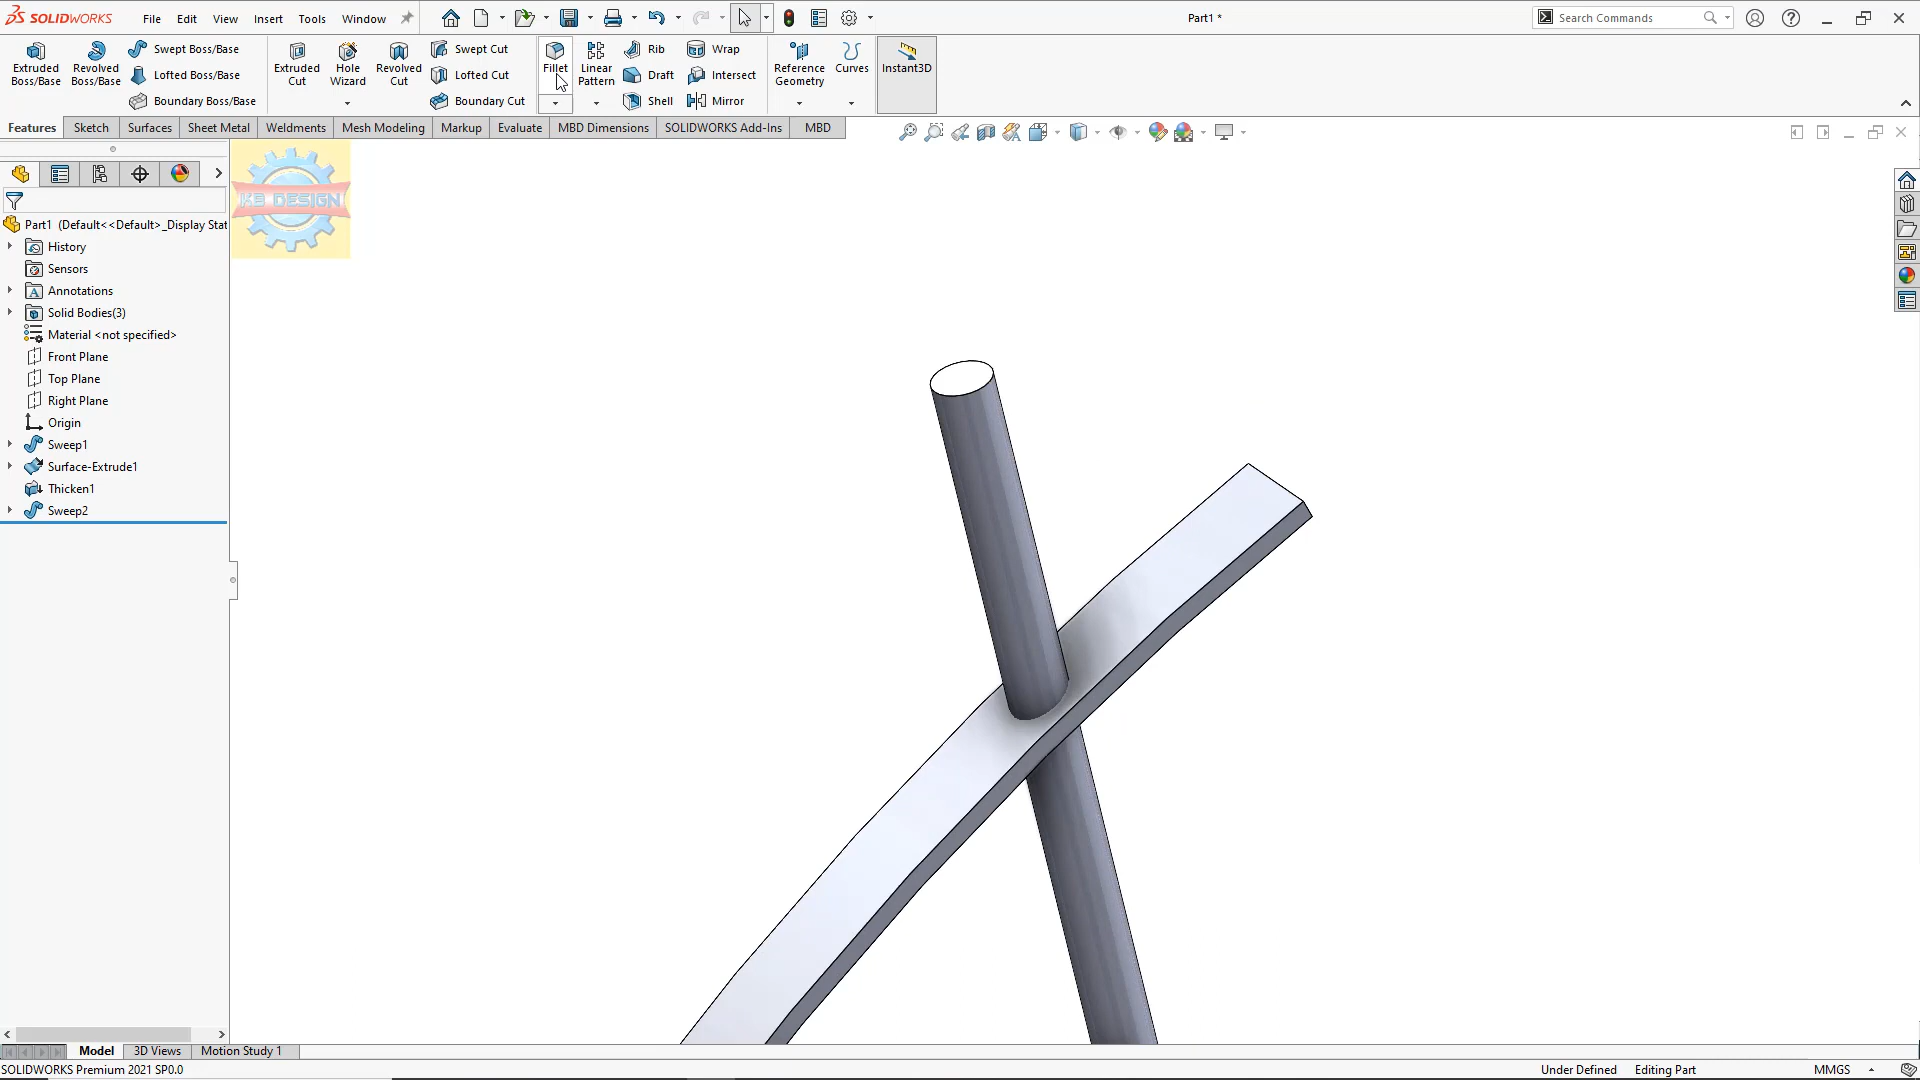 SOLIDWORKS
File
Edit
View
Insert
Tools
Window
Part1 *
Search Commands
Extruded Boss/Base
Revolved Boss/Base
Swept Boss/Base
Lofted Boss/Base
Boundary Boss/Base
Extruded Cut
Hole Wizard
Revolved Cut
Swept Cut
Lofted Cut
Boundary Cut
Fillet
Linear Pattern
Rib
Draft
Shell
Wrap
Intersect
Mirror
Reference Geometry
Curves
Instant3D
Features
Sketch
Surfaces
Sheet Metal
Weldments
Mesh Modeling
Markup
Evaluate
MBD Dimensions
SOLIDWORKS Add-Ins
MBD
KS DESIGN
Part1 (Default<<Default>_Display Stat
History
Sensors
Annotations
Solid Bodies(3)
Material <not specified>
Front Plane
Top Plane
Right Plane
Origin
Sweep1
Surface-Extrude1
Thicken1
Sweep2
Model
3D Views
Motion Study 1
SOLIDWORKS Premium 2021 SP0.0
Under Defined
Editing Part
MMGS